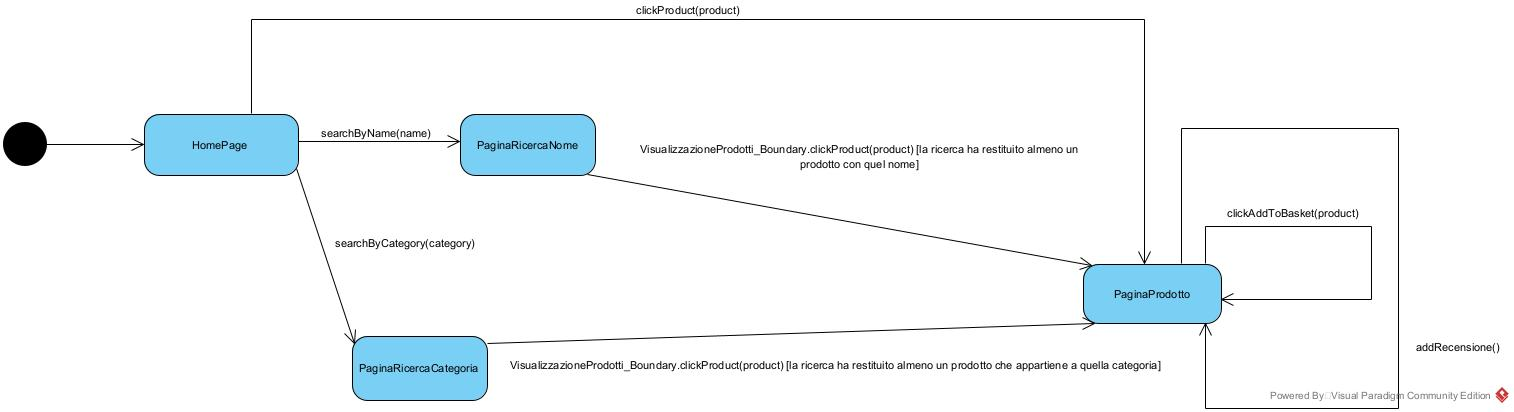 clickProduct(product)
HomePage
searchByName(name)
PaginaRicercaNome
VisualizzazioneProdotti_Boundary.clickProduct(product) [la ricerca ha restituito almeno un
prodotto con quel nome]
clickAddToBasket(product)
searchByCategory(category)
PaginaProdotto
addRecensione()
PaginaRicercaCategoria
VisualizzazioneProdotti_Boundary.clickProduct(product) [la ricerca ha restituito almeno un prodotto che appartiene a quella categoria]
Powered By Visual Paradigm Community Edition